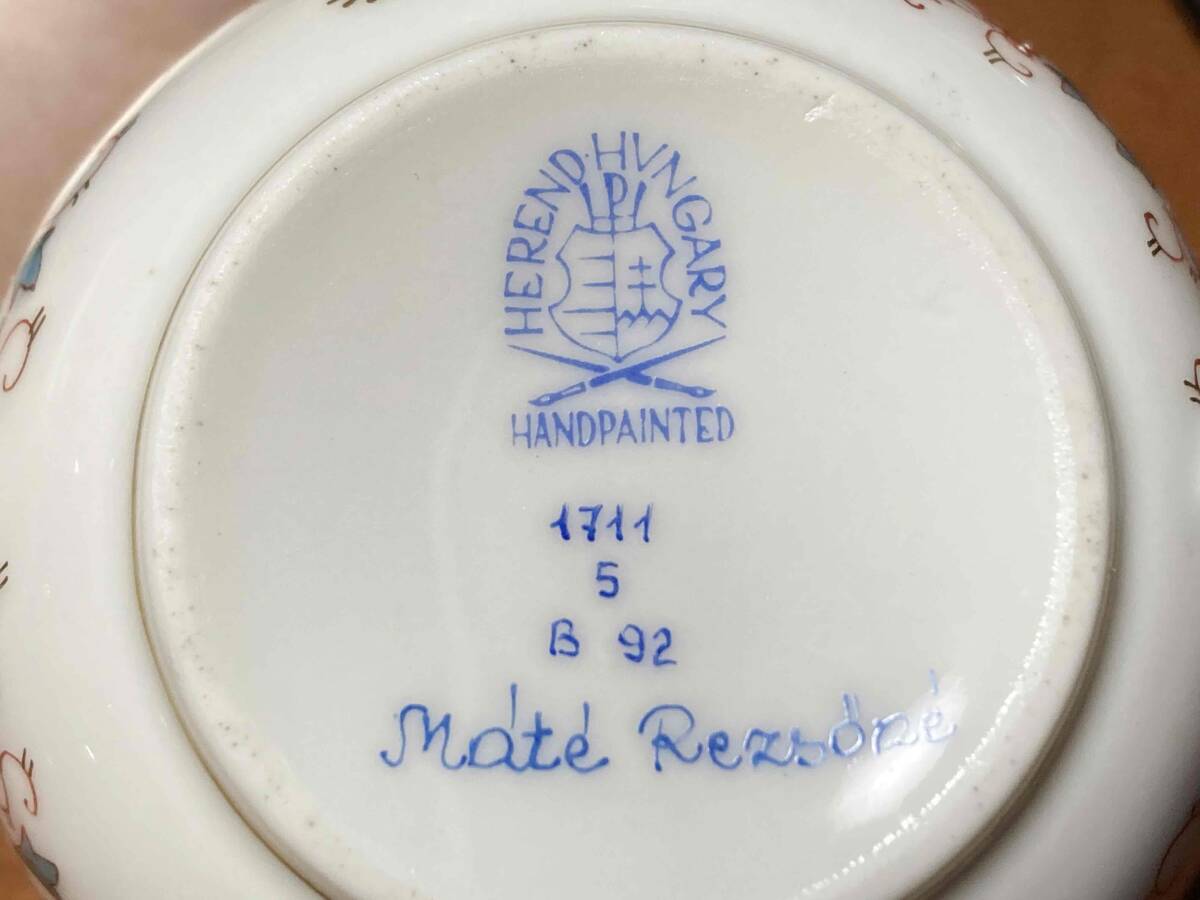 HEREND·HVNGARY
P.
HANDPAINTED
1711
5
B 92
Máté Rezsőné